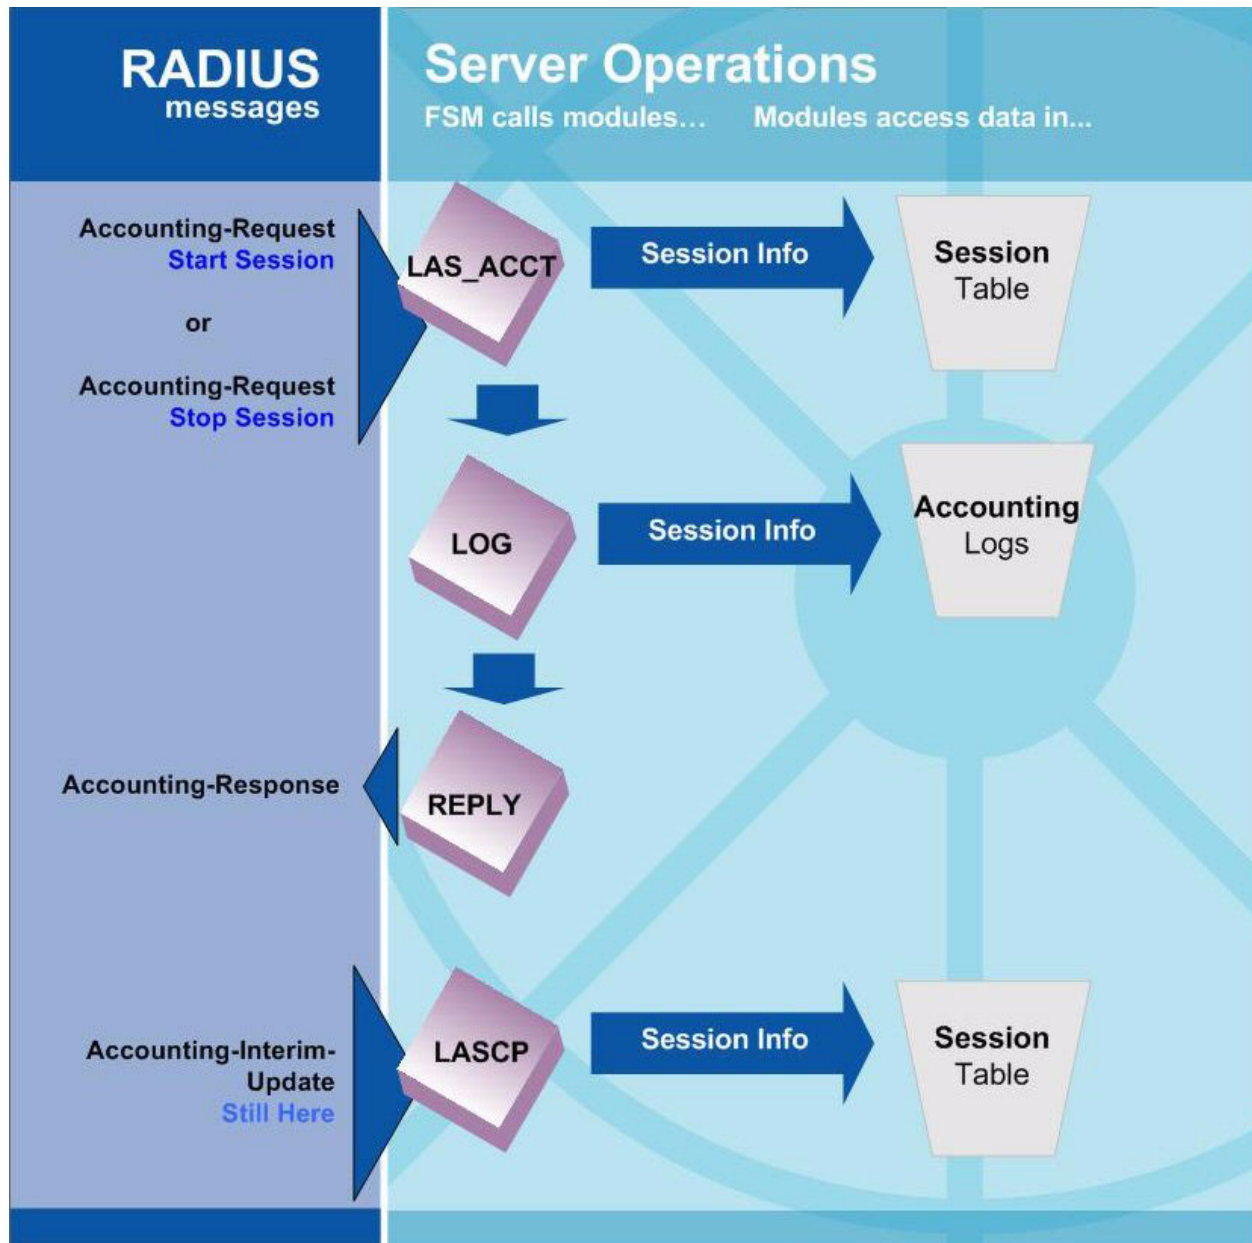 RADIUS
messages
Server Operations
FSM calls modules… Modules access data in...
Accounting-Request
Start Session
or
Accounting-Request
Stop Session
LAS_ACCT
Session Info
Session
Table
LOG
Session Info
Accounting
Logs
Accounting-Response
REPLY
Accounting-Interim-
Update
Still Here
LASCP
Session Info
Session
Table